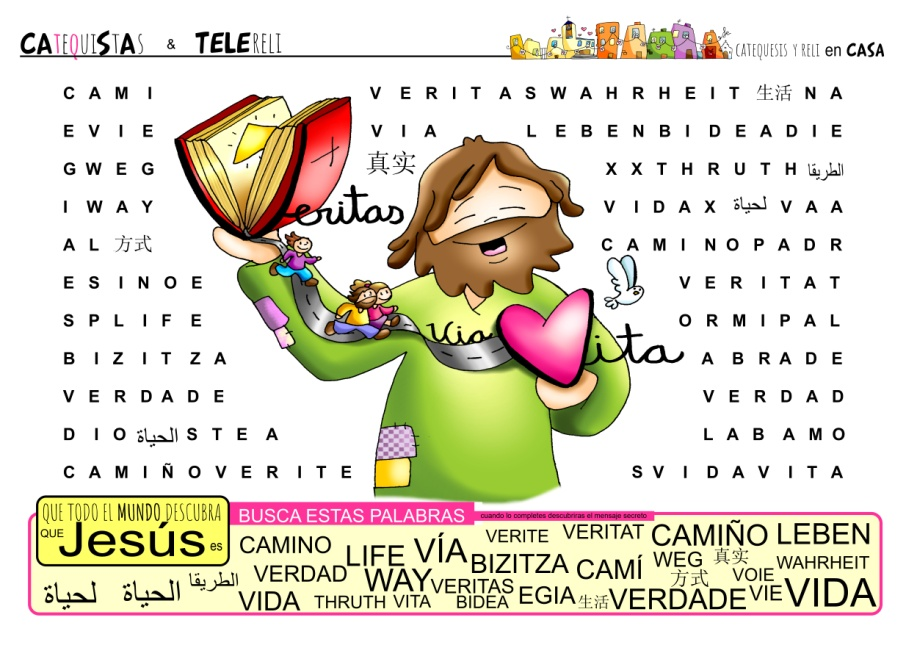 CATEQUISTAS & TELERELI CATEQUESIS Y RELI en CASA
C A M I V E R I T A S W A H R H E I T 生活 N A
E V I E V I A L E B E N B I D E A D I E
G W E G 真实 X X T H R U T H الطريقا
I W A Y eritas V I D A X لحياة V A A
A L 方式 C A M I N O P A D R
E S I N O E V E R I T A T
S P L I F E O R M I P A L
B I Z I T Z A Via ita A B R A D E
V E R D A D E V E R D A D
D I O الحياة S T E A L A B A M O
C A M I Ñ O V E R I T E S V I D A V I T A
QUE TODO EL MUNDO DESCUBRA
QUE Jesús es
BUSCA ESTAS PALABRAS cuando lo completes descubriras el mensaje secreto
CAMINO LIFE VÍA VERITE VERITAT CAMIÑO LEBEN
VERDAD WAY BIZITZA CAMÍ WEG 真实 WAHRHEIT
لحياة الحياة الطريقا VERITAS 方式 VOIE
VIDA THRUTH VITA BIDEA EGIA 生活 VERDADE VIE VIDA